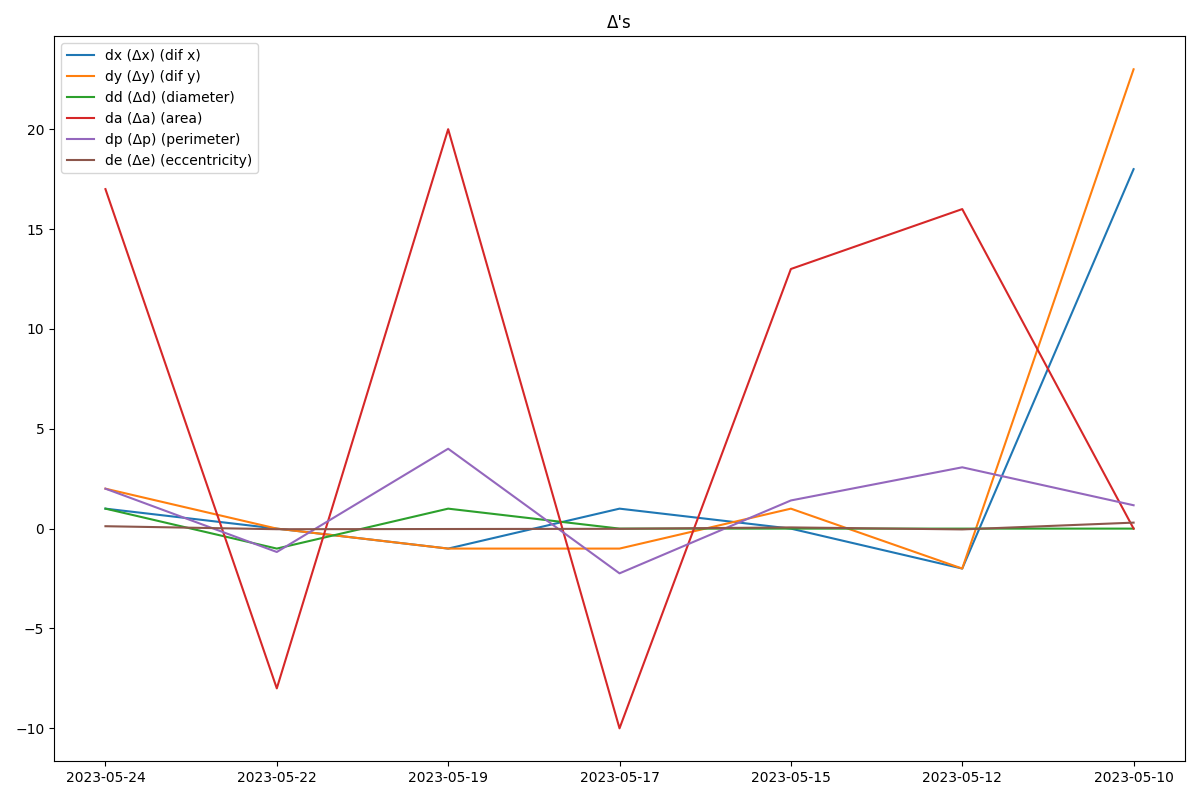 Δ's
dx (Δx) (dif x)
dy (Δy) (dif y)
dd (Δd) (diameter)
da (Δa) (area)
dp (Δp) (perimeter)
de (Δe) (eccentricity)
20
15
10
5
0
−5
−10
2023-05-24 2023-05-22 2023-05-19 2023-05-17 2023-05-15 2023-05-12 2023-05-10